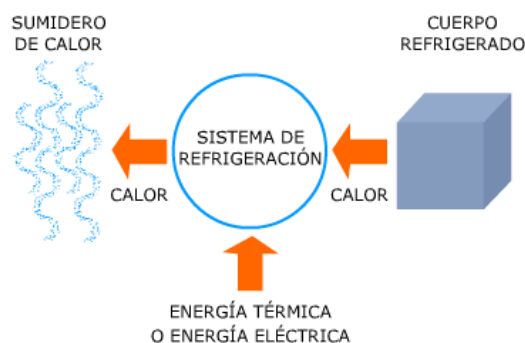 SUMIDERO
DE CALOR
CUERPO
REFRIGERADO
SISTEMA DE
REFRIGERACIÓN
CALOR
CALOR
ENERGÍA TÉRMICA
O ENERGÍA ELÉCTRICA